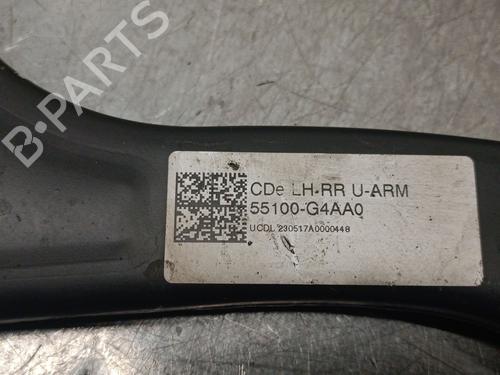 B-PARTS
CDe LH-RR U-ARM
55100-G4AA0
UCDL 230517A0000448